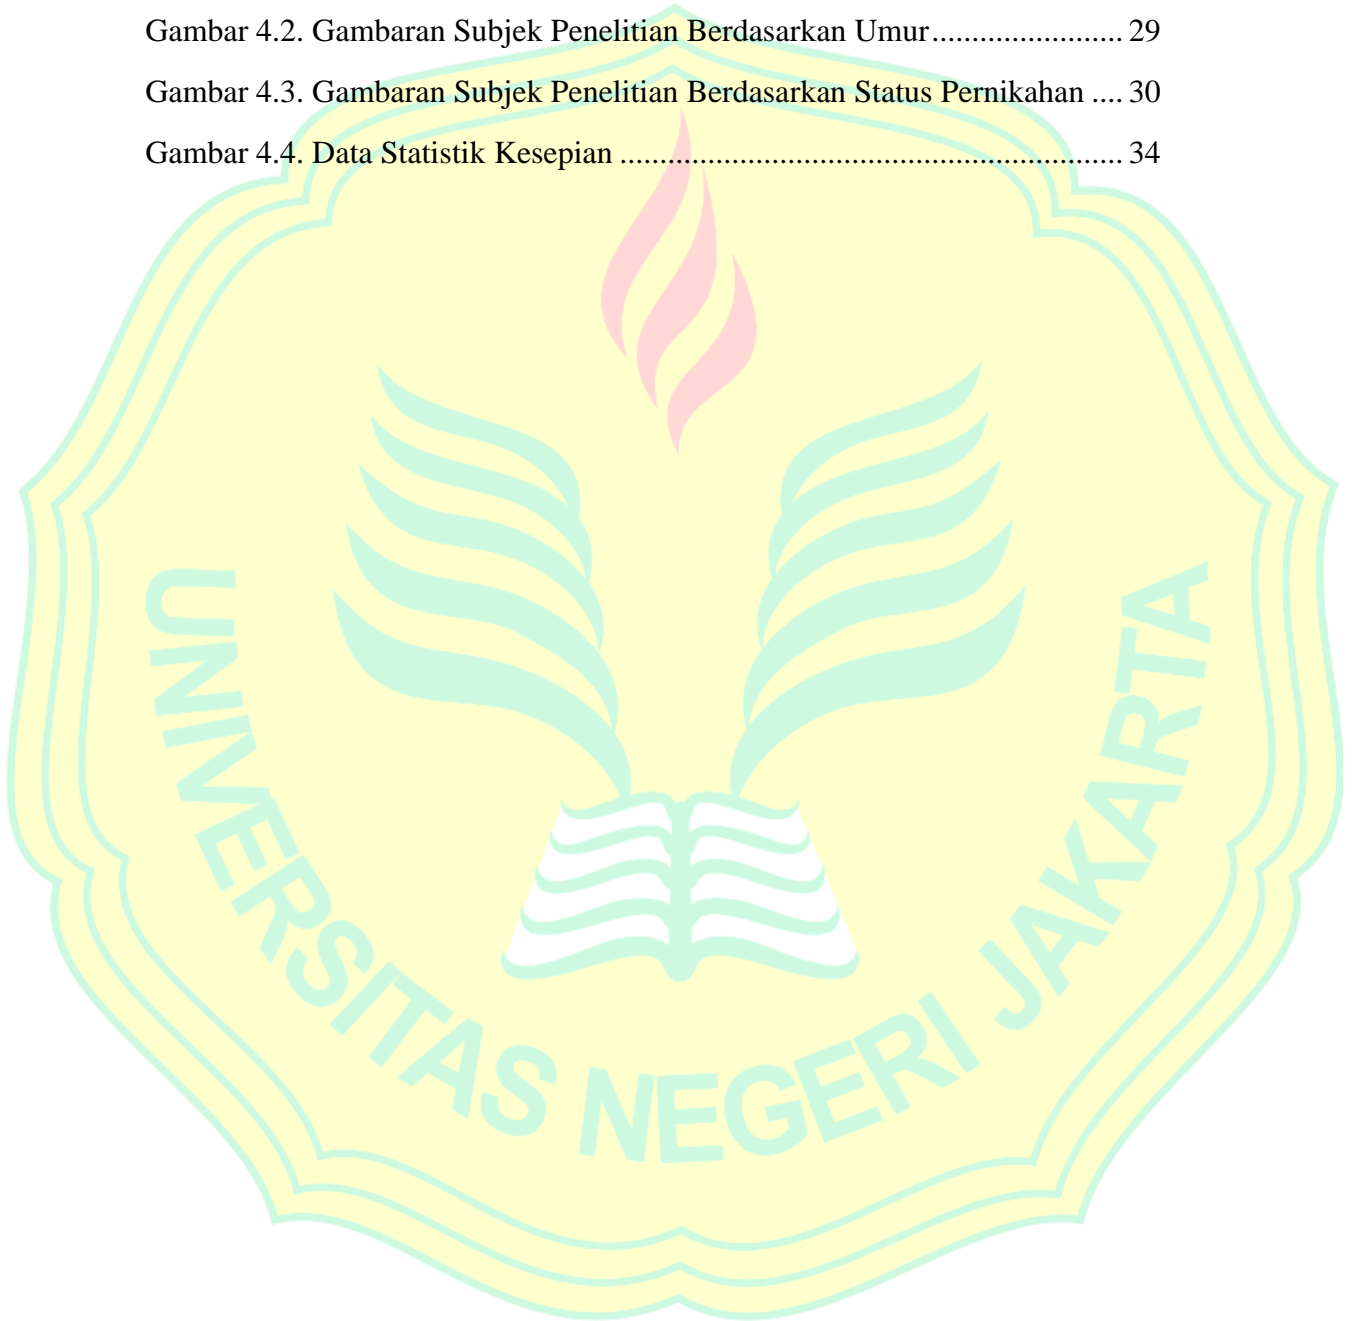 Gambar 4.2. Gambaran Subjek Penelitian Berdasarkan Umur........................ 29
Gambar 4.3. Gambaran Subjek Penelitian Berdasarkan Status Pernikahan .... 30
Gambar 4.4. Data Statistik Kesepian ............................................................... 34
UNIVERSITAS NEGERI JAKARTA